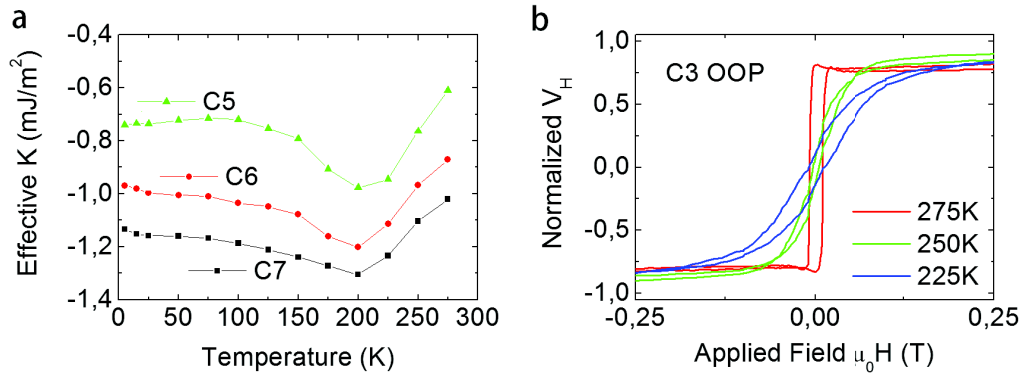 a
Effective K (mJ/m²)
-0,4
-0,6
-0,8
-1,0
-1,2
-1,4
C5
C6
C7
0 50 100 150 200 250 300
Temperature (K)
b
Normalized V_H
1,0
0,5
0,0
-0,5
-1,0
C3 OOP
275K
250K
225K
-0,25 0,00 0,25
Applied Field μ₀H (T)